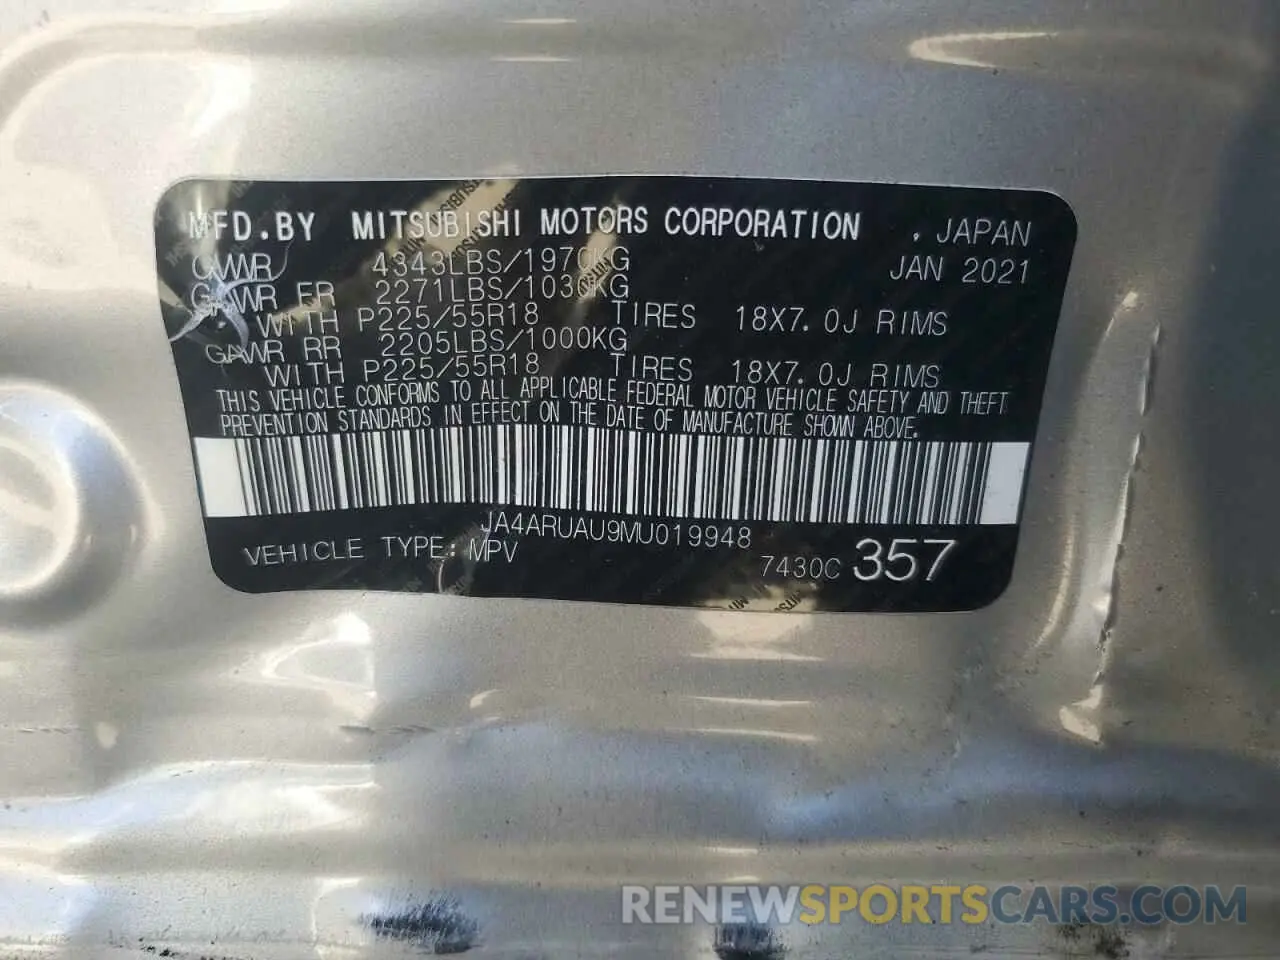 MFD.BY MITSUBISHI MOTORS CORPORATION , JAPAN
GVWR 4343LBS/1970KG JAN 2021
GAWR FR 2271LBS/1030KG
WITH P225/55R18 TIRES 18X7.0J RIMS
GAWR RR 2205LBS/1000KG
WITH P225/55R18 TIRES 18X7.0J RIMS
THIS VEHICLE CONFORMS TO ALL APPLICABLE FEDERAL MOTOR VEHICLE SAFETY AND THEFT
PREVENTION STANDARDS IN EFFECT ON THE DATE OF MANUFACTURE SHOWN ABOVE.
JA4ARUAU9MU019948
VEHICLE TYPE: MPV 7430C 357
RENEWSPORTSCARS.COM